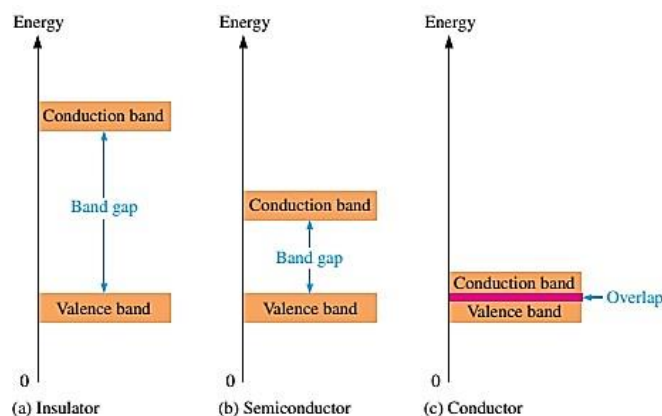 Energy
Conduction band
Band gap
Valence band
0
(a) Insulator
Energy
Conduction band
Band gap
Valence band
0
(b) Semiconductor
Energy
Conduction band
Overlap
Valence band
0
(c) Conductor